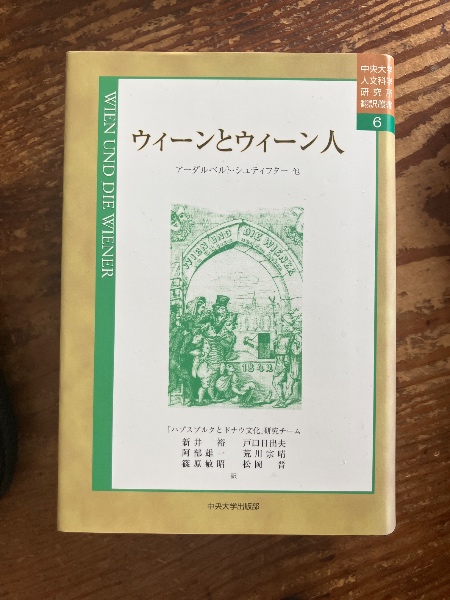 中央大学
人文科学
研究所
翻訳叢書
6
WIEN UND DIE WIENER
ウィーンとウィーン人
アーダルベルト・シュティフター 他
WIEN UND DIE WIENER
1842
「ハプスブルクとドナウ文化」研究チーム
新井 裕 戸口日出夫
阿部雄一 荒川宗晴
篠原敏昭 松岡 晋
訳
中央大学出版部